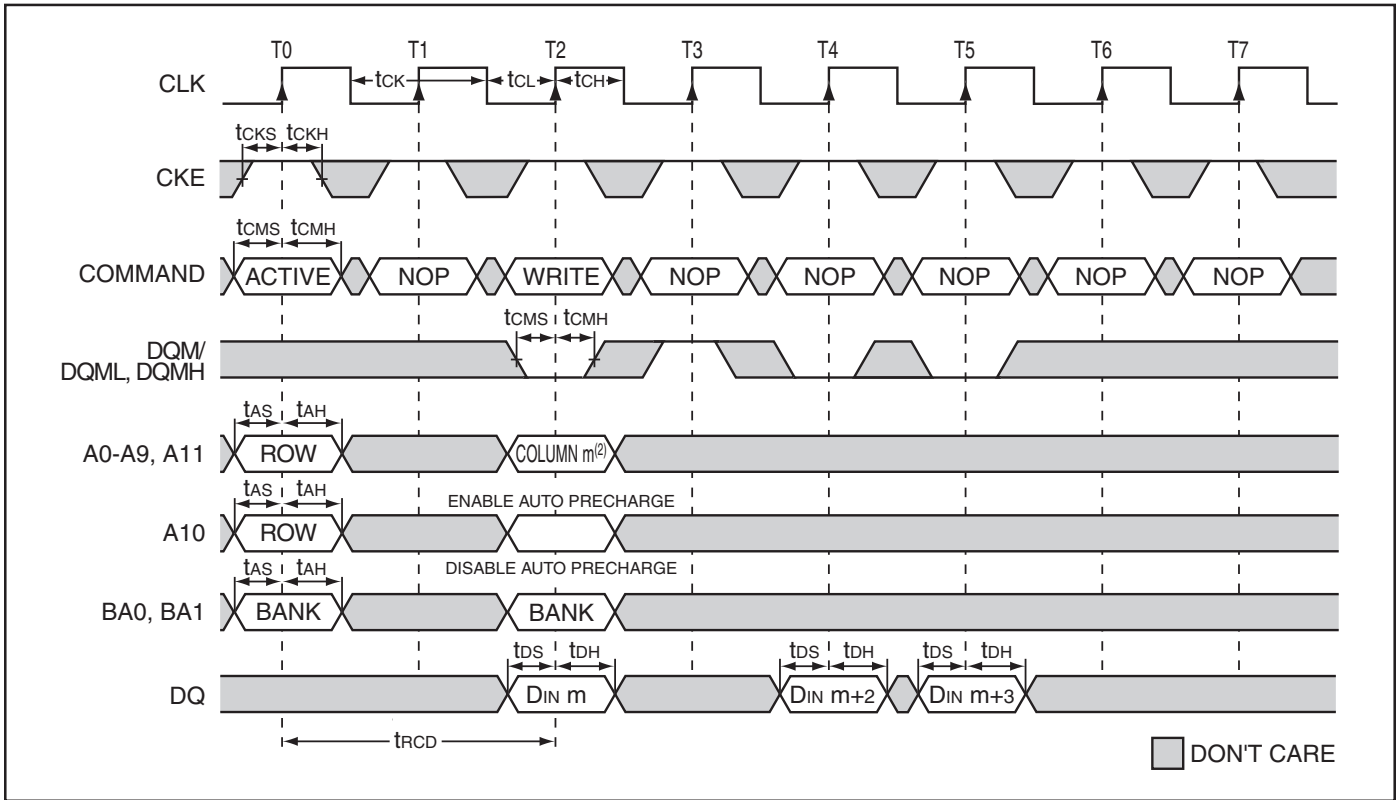 T0 T1 T2 T3 T4 T5 T6 T7
CLK
tCK tCL tCH
tCKS tCKH
CKE
tCMS tCMH
COMMAND ACTIVE NOP WRITE NOP NOP NOP NOP NOP
tCMS tCMH
DQM/
DQML, DQMH
tAS tAH
A0-A9, A11 ROW COLUMN m(2)
tAS tAH ENABLE AUTO PRECHARGE
A10 ROW
DISABLE AUTO PRECHARGE
tAS tAH
BA0, BA1 BANK BANK
tDS tDH tDS tDH tDS tDH
DQ DIN m DIN m+2 DIN m+3
tRCD
DON'T CARE